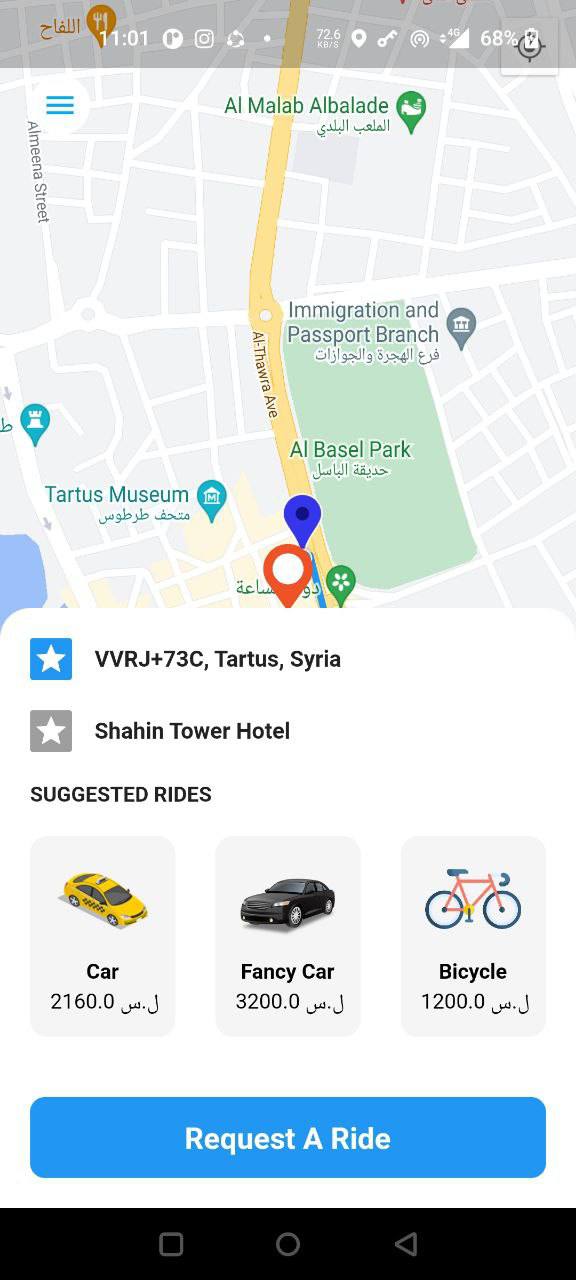 اللفاح
11:01
72.6
KB/S
4G
68%
Al Malab Albalade
الملعب البلدي
Almeena Street
Immigration and
Passport Branch
فرع الهجرة والجوازات
Al-Thawra Ave
Al Basel Park
حديقة الباسل
Tartus Museum
متحف طرطوس
VVRJ+73C, Tartus, Syria
Shahin Tower Hotel
SUGGESTED RIDES
Car
2160.0 ل.س
Fancy Car
3200.0 ل.س
Bicycle
1200.0 ل.س
Request A Ride